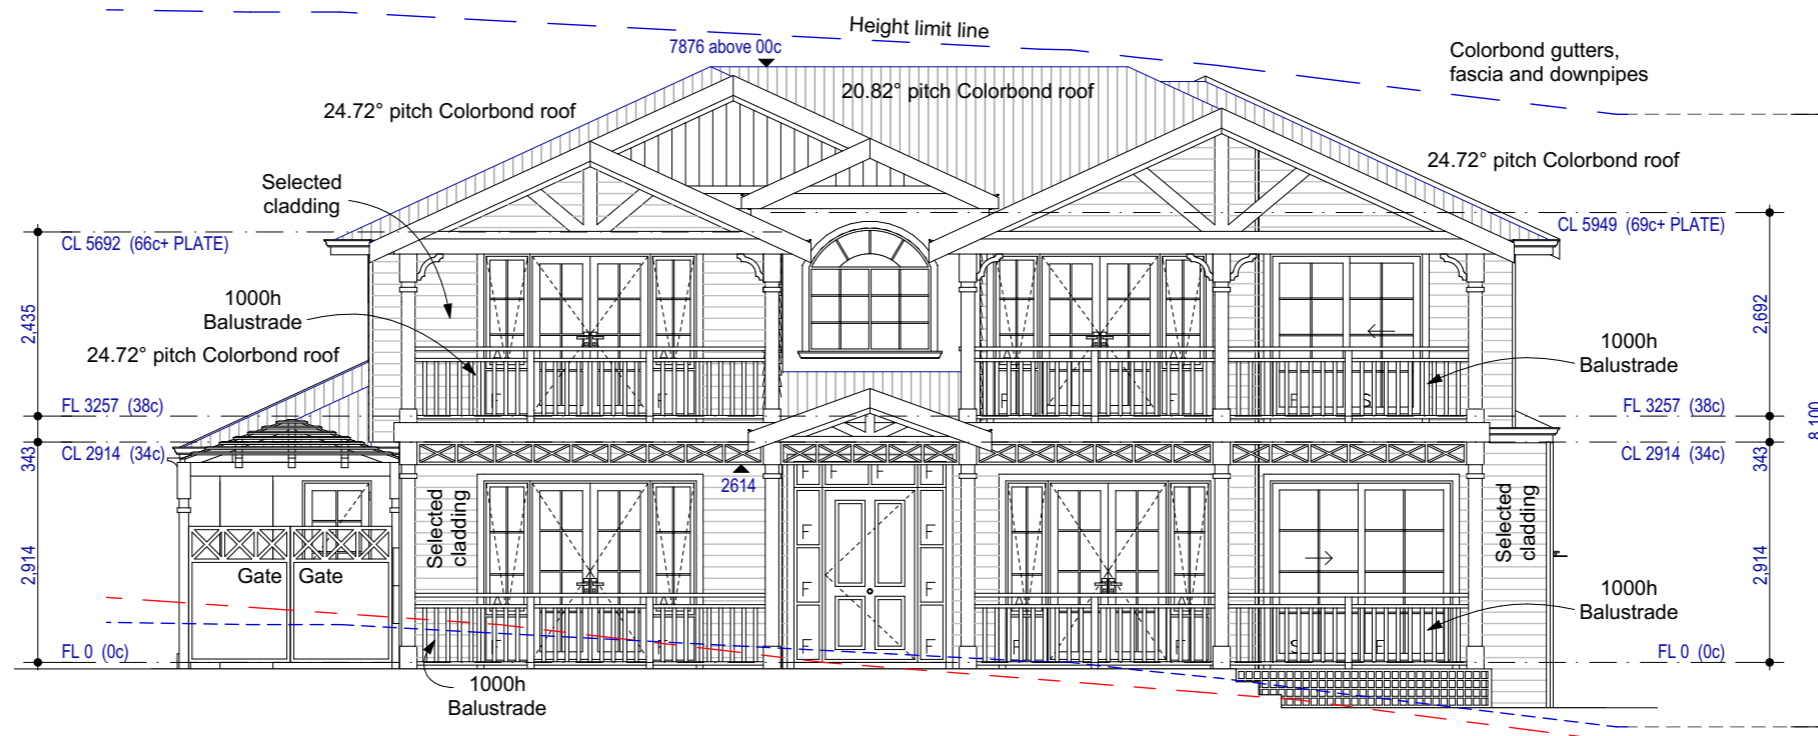 Height limit line
7876 above 00c
Colorbond gutters,
fascia and downpipes
24.72° pitch Colorbond roof
20.82° pitch Colorbond roof
24.72° pitch Colorbond roof
Selected
cladding
CL 5692 (66c+ PLATE)
CL 5949 (69c+ PLATE)
2,435
1000h
Balustrade
2,692
1000h
Balustrade
24.72° pitch Colorbond roof
F
F
F
F
F
S
FL 3257 (38c)
FL 3257 (38c)
8,100
343
CL 2914 (34c)
CL 2914 (34c)
343
2614
F
F
F
F
Selected
cladding
Selected
cladding
F
F
2,914
Gate
Gate
F
F
2,914
1000h
Balustrade
F
F
F
F
F
F
S
F
FL 0 (0c)
FL 0 (0c)
1000h
Balustrade